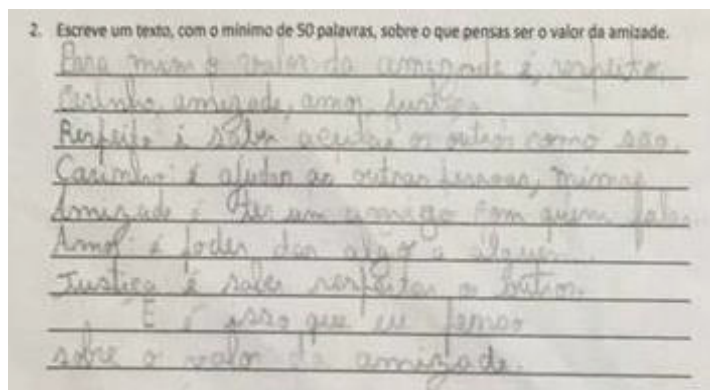 2. Escreve um texto, com o mínimo de 50 palavras, sobre o que pensas ser o valor da amizade.
Para mim o valor da amizade é, respeito,
Carinho, amizade, amor, justiça.
Respeito é saber aceitar os outros como são.
Carinho é ajudar as outras pessoas, mimos
Amizade é ter um amigo com quem falar.
Amor é poder dar algo a alguém.
Justiça é saber respeitar o outro.
E é isso que eu penso
sobre o valor da amizade.